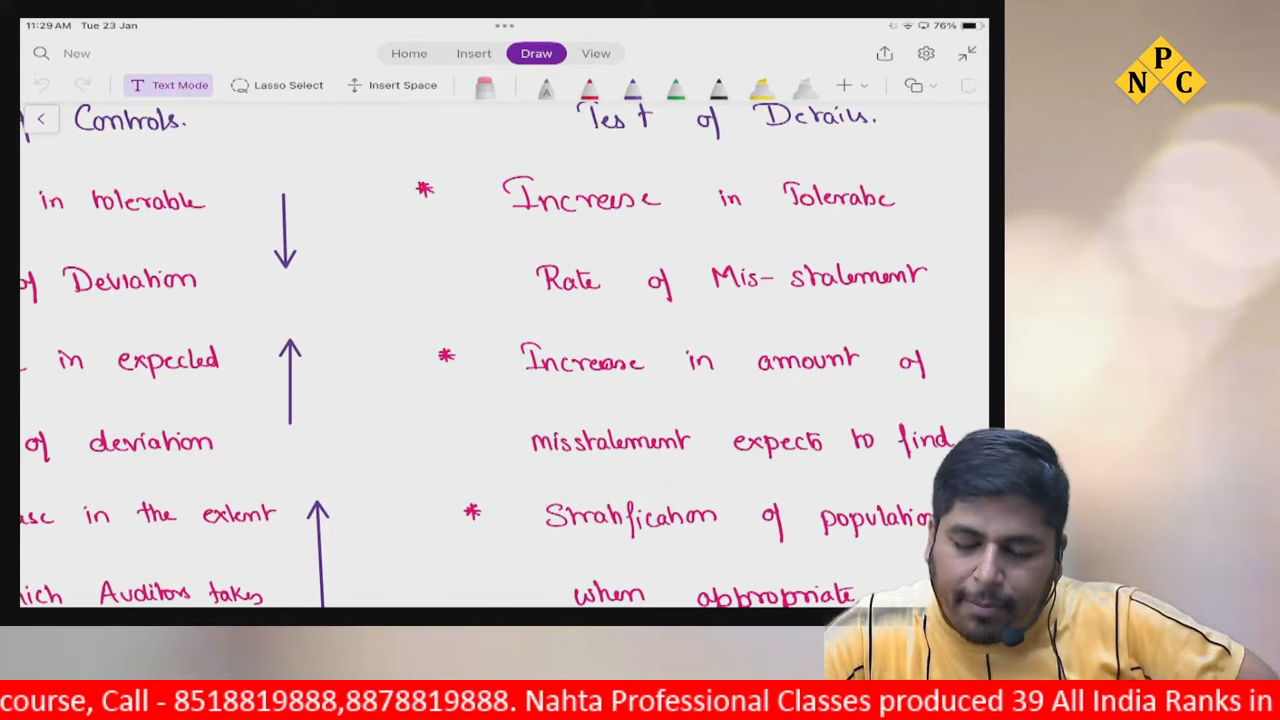 11:29 AM Tue 23 Jan
76%
New
Home Insert Draw View
Text Mode Lasso Select Insert Space
Controls.
Test of Details.
in tolerable
* Increase in Tolerabe
of Deviation
Rate of Mis-statement
in expected
* Increase in amount of
of deviation
misstatement expects to find
ase in the extent
* Stratification of population
hich Auditors takes
when appropriate
N P C
course, Call - 8518819888,8878819888. Nahta Professional Classes produced 39 All India Ranks in